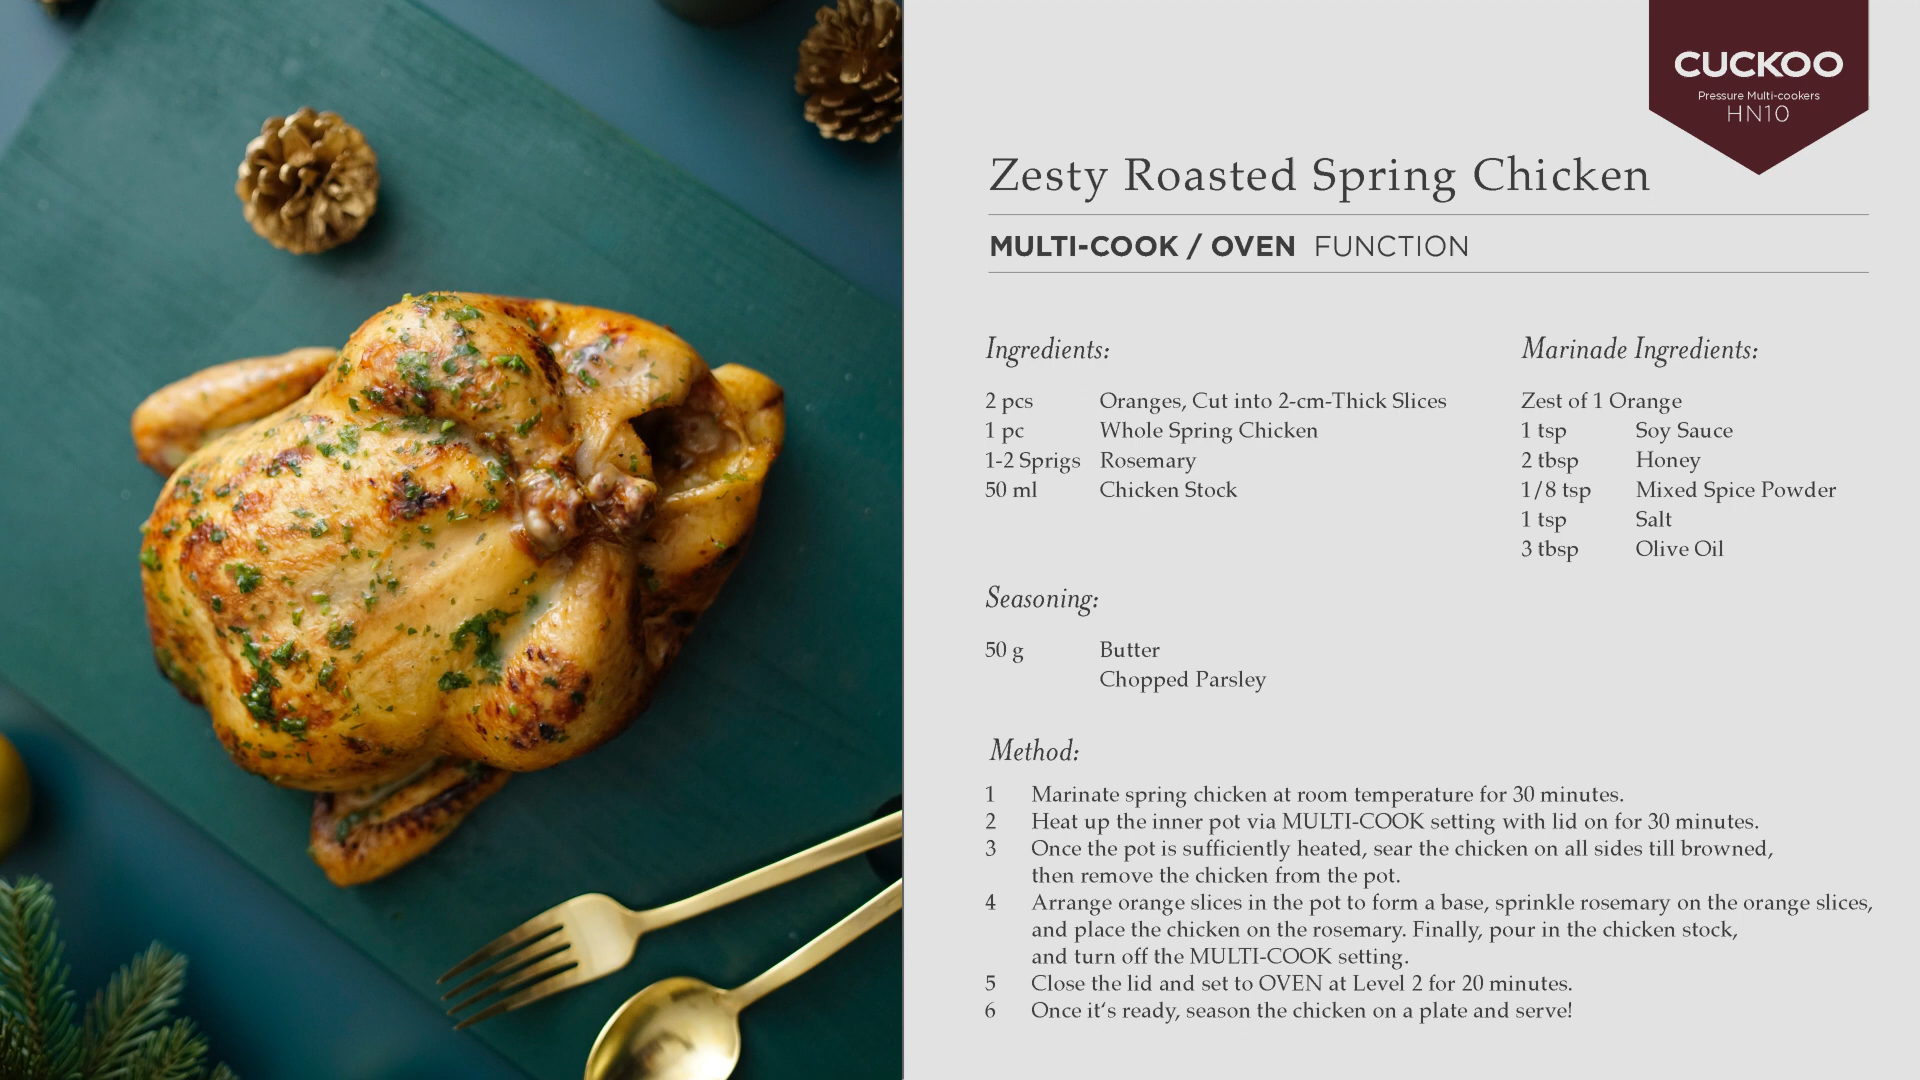 CUCKOO
Pressure Multi-cookers
HN10
Zesty Roasted Spring Chicken
MULTI-COOK / OVEN FUNCTION
Ingredients:
2 pcs Oranges, Cut into 2-cm-Thick Slices
1 pc Whole Spring Chicken
1-2 Sprigs Rosemary
50 ml Chicken Stock
Marinade Ingredients:
Zest of 1 Orange
1 tsp Soy Sauce
2 tbsp Honey
1/8 tsp Mixed Spice Powder
1 tsp Salt
3 tbsp Olive Oil
Seasoning:
50 g Butter
Chopped Parsley
Method:
1 Marinate spring chicken at room temperature for 30 minutes.
2 Heat up the inner pot via MULTI-COOK setting with lid on for 30 minutes.
3 Once the pot is sufficiently heated, sear the chicken on all sides till browned,
then remove the chicken from the pot.
4 Arrange orange slices in the pot to form a base, sprinkle rosemary on the orange slices,
and place the chicken on the rosemary. Finally, pour in the chicken stock,
and turn off the MULTI-COOK setting.
5 Close the lid and set to OVEN at Level 2 for 20 minutes.
6 Once it‘s ready, season the chicken on a plate and serve!